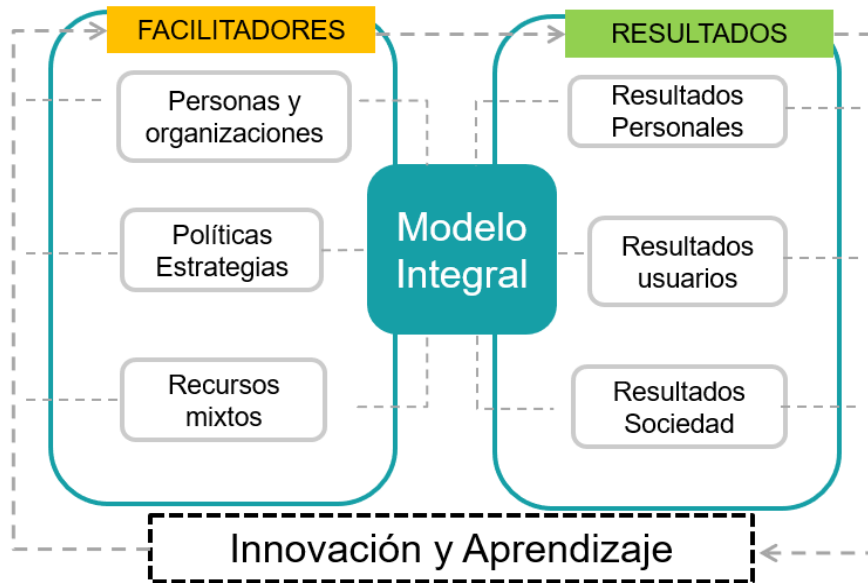 FACILITADORES
Personas y
organizaciones
Políticas
Estrategias
Recursos
mixtos
Modelo
Integral
RESULTADOS
Resultados
Personales
Resultados
usuarios
Resultados
Sociedad
Innovación y Aprendizaje